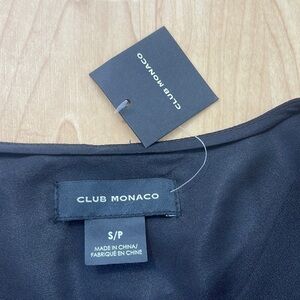 CLUB MONACO
CLUB MONACO
S/P
MADE IN CHINA/
FABRIQUÉ EN CHINE